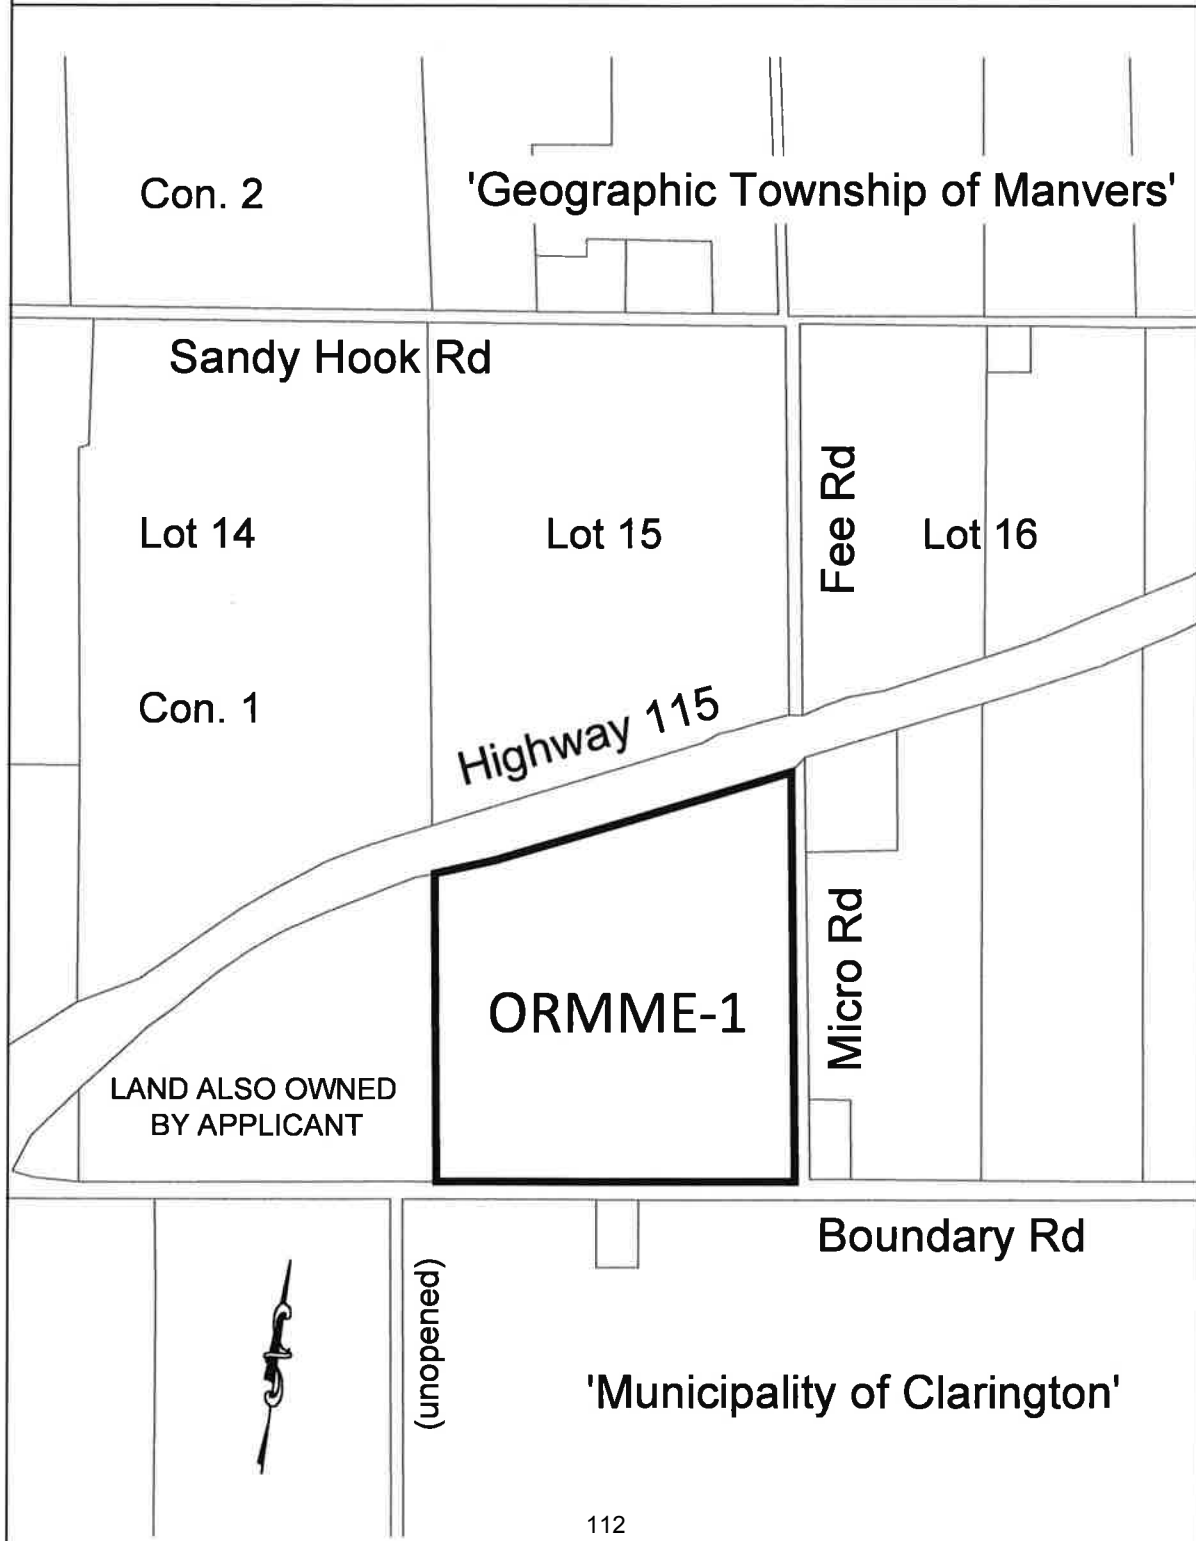 Con. 2
'Geographic Township of Manvers'
Sandy Hook Rd
Lot 14
Lot 15
Fee Rd
Lot 16
Con. 1
Highway 115
ORMME-1
Micro Rd
LAND ALSO OWNED
BY APPLICANT
Boundary Rd
(unopened)
'Municipality of Clarington'
112